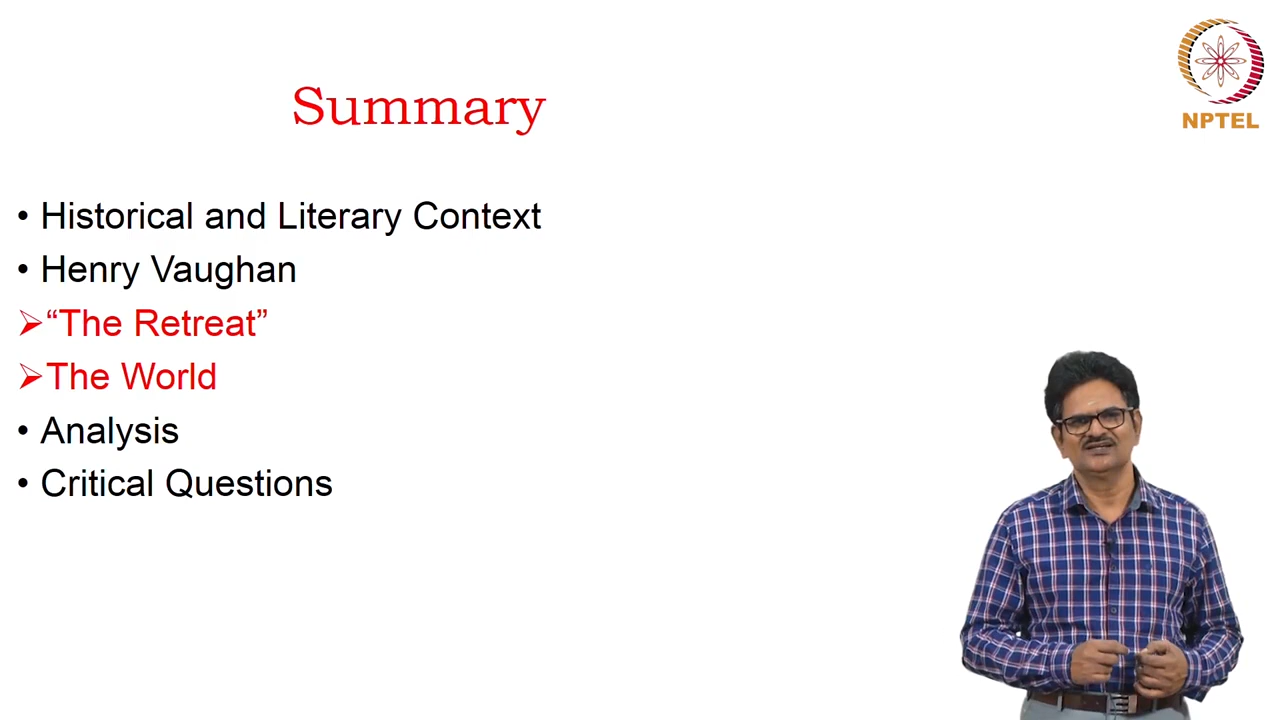 NPTEL
Summary
• Historical and Literary Context
• Henry Vaughan
➢“The Retreat”
➢The World
• Analysis
• Critical Questions